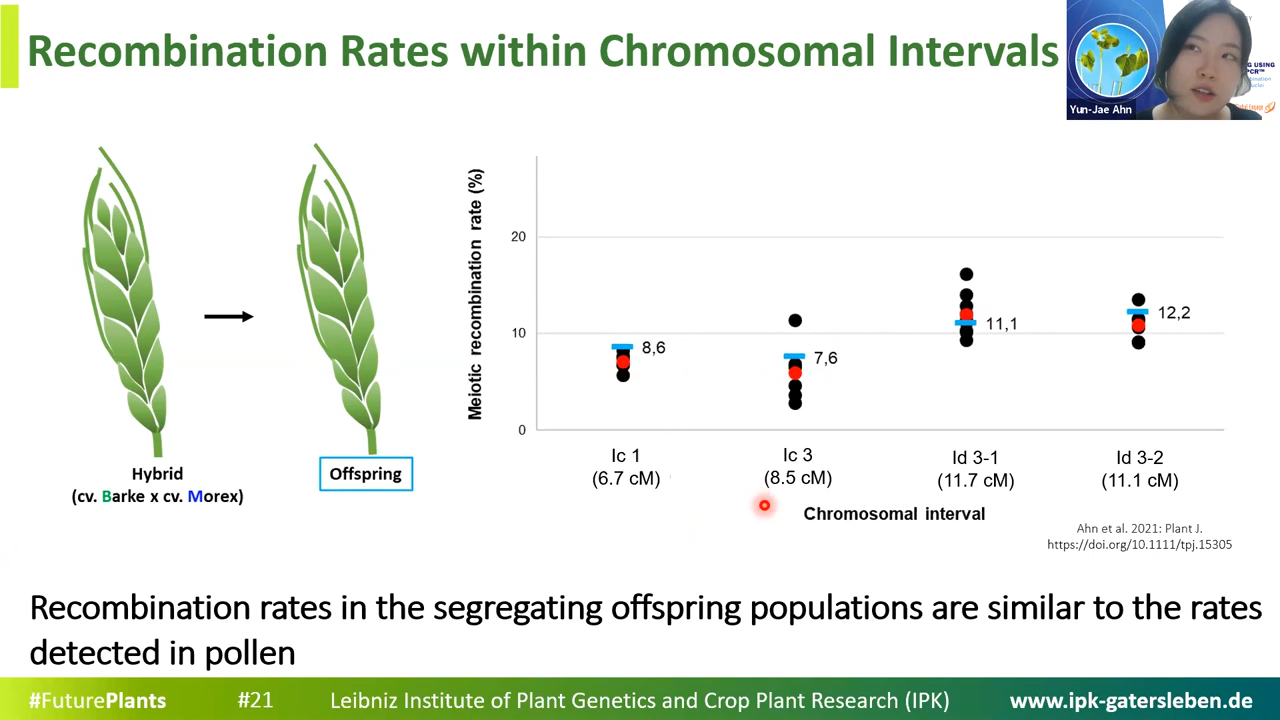 Recombination Rates within Chromosomal Intervals
G USING
PCR™
Yun-Jae Ahn
Meiotic recombination rate (%)
20
10
0
8,6
7,6
11,1
12,2
Ic 1
(6.7 cM)
Ic 3
(8.5 cM)
Id 3-1
(11.7 cM)
Id 3-2
(11.1 cM)
Chromosomal interval
Hybrid
(cv. Barke x cv. Morex)
Offspring
Ahn et al. 2021: Plant J.
https://doi.org/10.1111/tpj.15305
Recombination rates in the segregating offspring populations are similar to the rates
detected in pollen
#FuturePlants
#21
Leibniz Institute of Plant Genetics and Crop Plant Research (IPK)
www.ipk-gatersleben.de